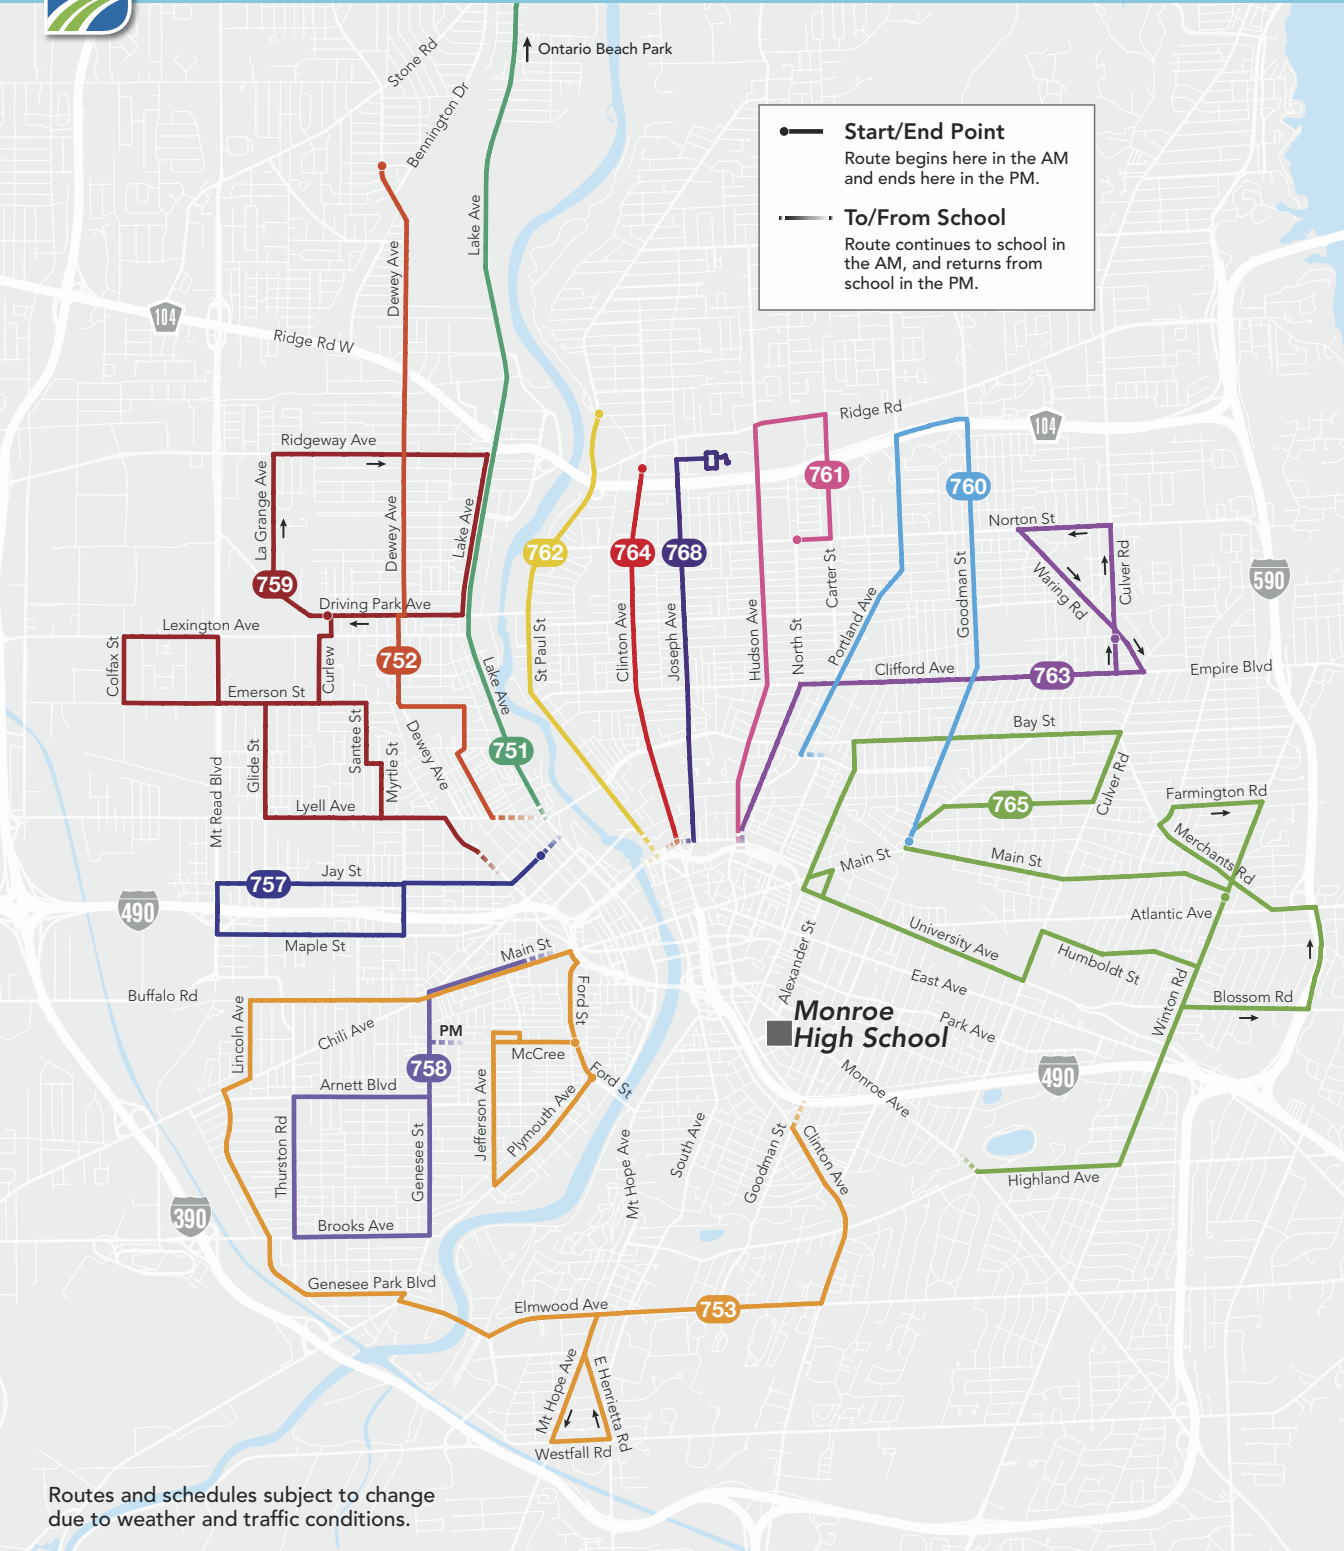 Stone Rd
Ontario Beach Park
Bennington Dr
Start/End Point
Route begins here in the AM
and ends here in the PM.
To/From School
Route continues to school in
the AM, and returns from
school in the PM.
Lake Ave
Dewey Ave
104
Ridge Rd W
Ridge Rd
104
Ridgeway Ave
La Grange Ave
Dewey Ave
Lake Ave
761
760
Norton St
762
764
768
Culver Rd
590
759
Driving Park Ave
Carter St
Waring Rd
Portland Ave
Goodman St
Lexington Ave
Colfax St
Curlew
752
St Paul St
Clinton Ave
Joseph Ave
Hudson Ave
North St
Clifford Ave
763
Empire Blvd
Emerson St
Lake Ave
Santee St
Glide St
Myrtle St
Dewey Ave
751
Bay St
Mt Read Blvd
Lyell Ave
765
Culver Rd
Farmington Rd
Merchants Rd
Main St
Main St
Jay St
757
490
Maple St
Atlantic Ave
University Ave
Humboldt St
Main St
Alexander St
East Ave
Buffalo Rd
Ford St
Winton Rd
Blossom Rd
Lincoln Ave
Chili Ave
PM
Monroe
High School
Park Ave
McCree
758
Ford St
Monroe Ave
490
Arnett Blvd
Jefferson Ave
Plymouth Ave
Thurston Rd
Genesee St
Mt Hope Ave
South Ave
Goodman St
Clinton Ave
Highland Ave
390
Brooks Ave
Genesee Park Blvd
Elmwood Ave
753
Mt Hope Ave
E Henrietta Rd
Westfall Rd
Routes and schedules subject to change
due to weather and traffic conditions.